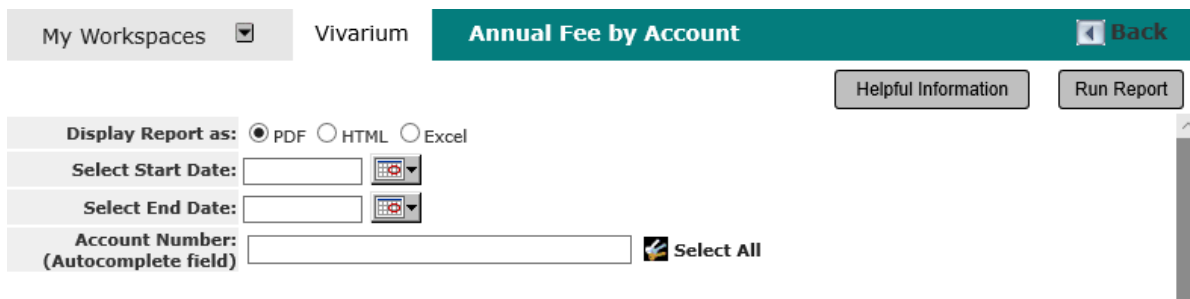 My Workspaces Vivarium Annual Fee by Account Back
Helpful Information Run Report
Display Report as: PDF HTML Excel
Select Start Date:
Select End Date:
Account Number:
(Autocomplete field) Select All